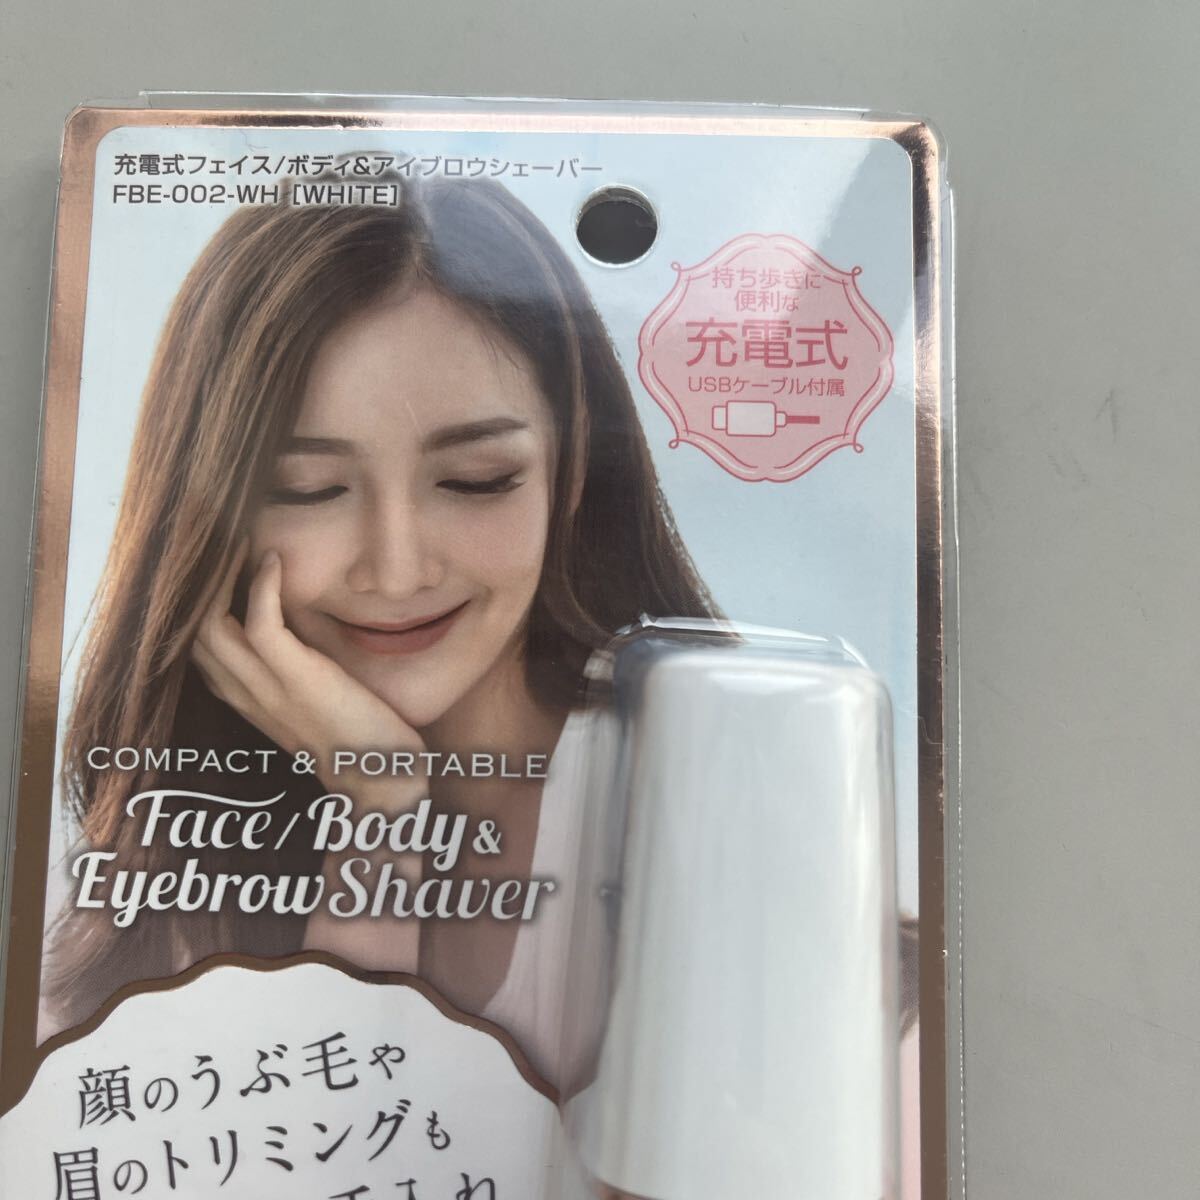 充電式フェイス/ボディ&アイブロウシェーバー
FBE-002-WH [WHITE]
持ち歩きに
便利な
充電式
USBケーブル付属
COMPACT & PORTABLE
Face/Body &
Eyebrow Shaver
顔のうぶ毛や
眉のトリミングも
手入れ